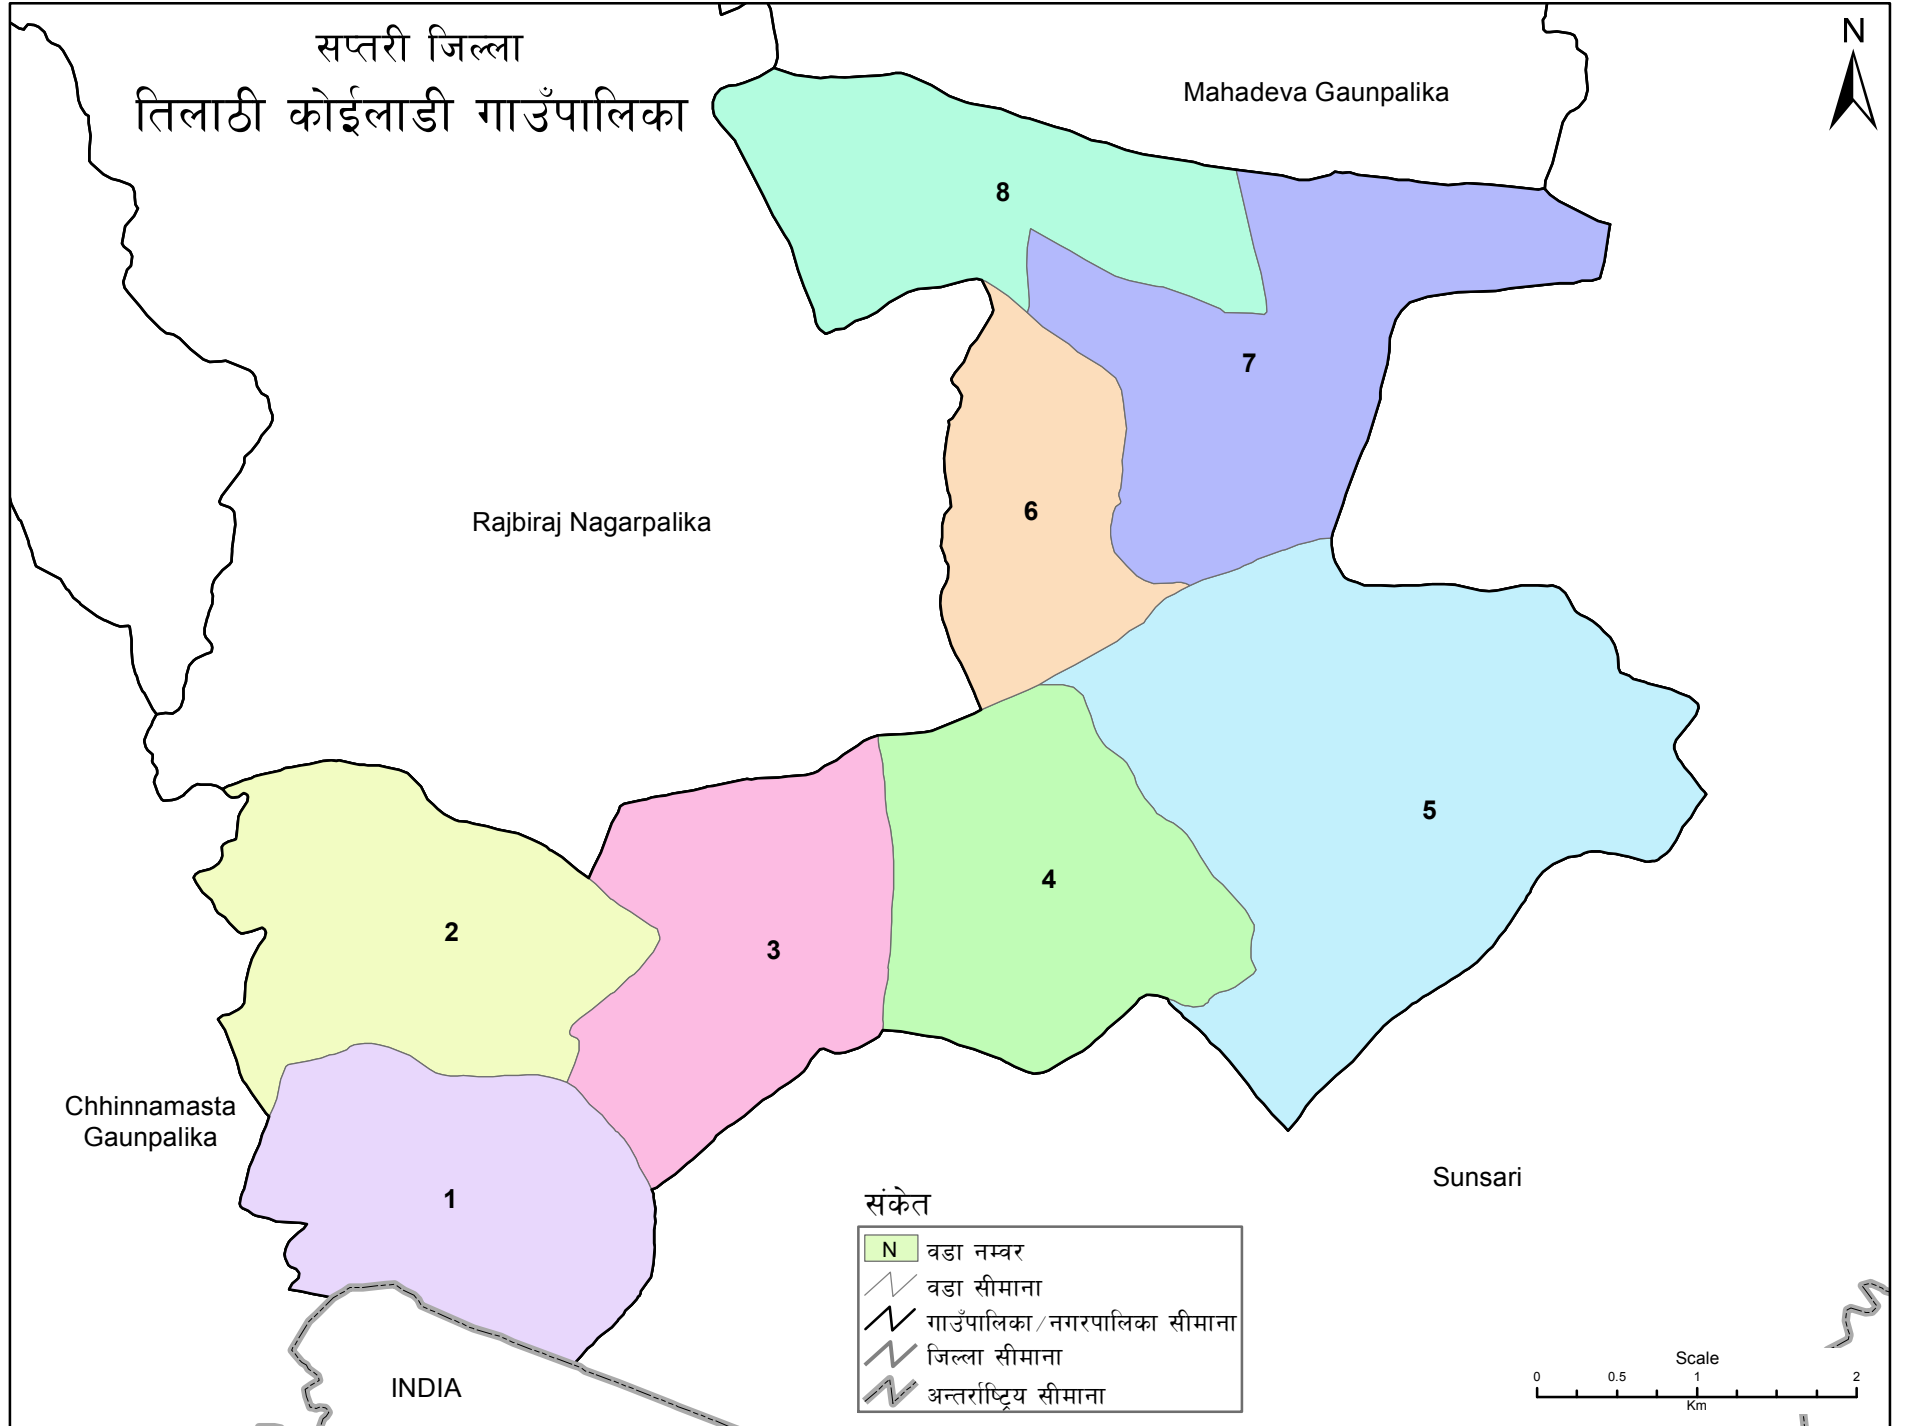 सप्तरी जिल्ला
तिलाठी कोईलाडी गाउँपालिका
N
Mahadeva Gaunpalika
8
7
6
Rajbiraj Nagarpalika
5
4
2
3
Chhinnamasta
Gaunpalika
1
Sunsari
INDIA
संकेत
N वडा नम्वर
वडा सीमाना
गाउँपालिका/नगरपालिका सीमाना
जिल्ला सीमाना
अन्तर्राष्ट्रिय सीमाना
Scale
0 0.5 1 2
Km